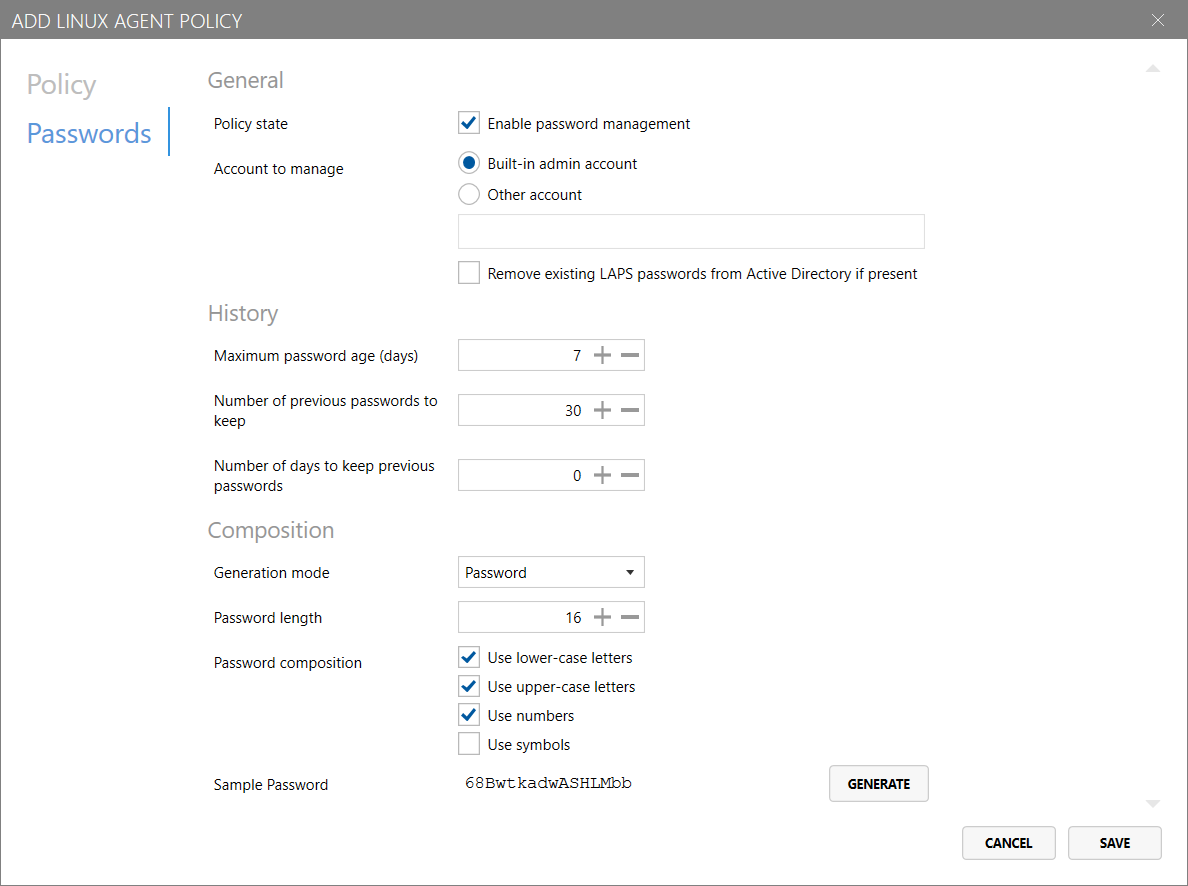 ADD LINUX AGENT POLICY
Policy
Passwords
General
Policy state
Enable password management
Account to manage
Built-in admin account
Other account
Remove existing LAPS passwords from Active Directory if present
History
Maximum password age (days)
7
Number of previous passwords to
keep
30
Number of days to keep previous
passwords
0
Composition
Generation mode
Password
Password length
16
Password composition
Use lower-case letters
Use upper-case letters
Use numbers
Use symbols
Sample Password
68BwtkadwASHLMbb
GENERATE
CANCEL
SAVE